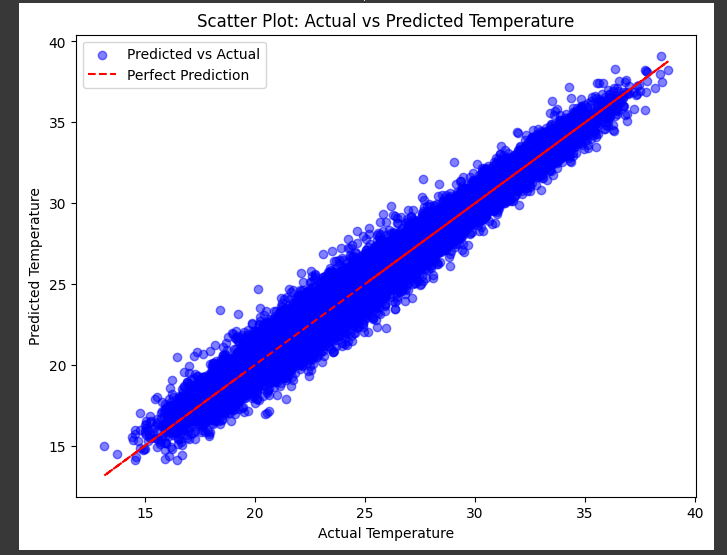 Scatter Plot: Actual vs Predicted Temperature
Predicted vs Actual
Perfect Prediction
40
35
30
25
20
15
Predicted Temperature
15 20 25 30 35 40
Actual Temperature